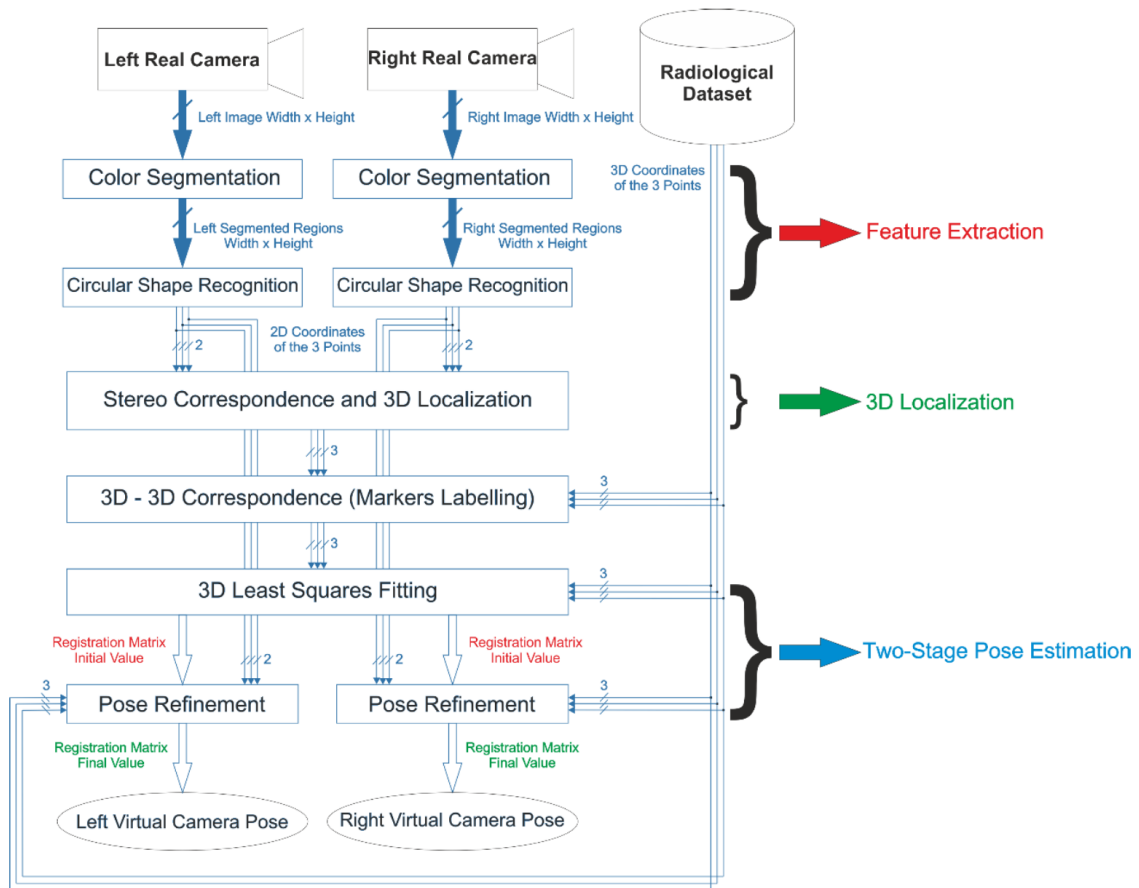 Left Real Camera
Right Real Camera
Radiological
Dataset
Left Image Width x Height
Right Image Width x Height
Color Segmentation
Color Segmentation
3D Coordinates
of the 3 Points
Left Segmented Regions
Width x Height
Right Segmented Regions
Width x Height
Feature Extraction
Circular Shape Recognition
Circular Shape Recognition
2D Coordinates
of the 3 Points
2
2
Stereo Correspondence and 3D Localization
3D Localization
3
3D - 3D Correspondence (Markers Labelling)
3
3
3D Least Squares Fitting
3
Registration Matrix
Initial Value
2
2
Registration Matrix
Initial Value
Two-Stage Pose Estimation
3
Pose Refinement
Pose Refinement
3
Registration Matrix
Final Value
Registration Matrix
Final Value
Left Virtual Camera Pose
Right Virtual Camera Pose